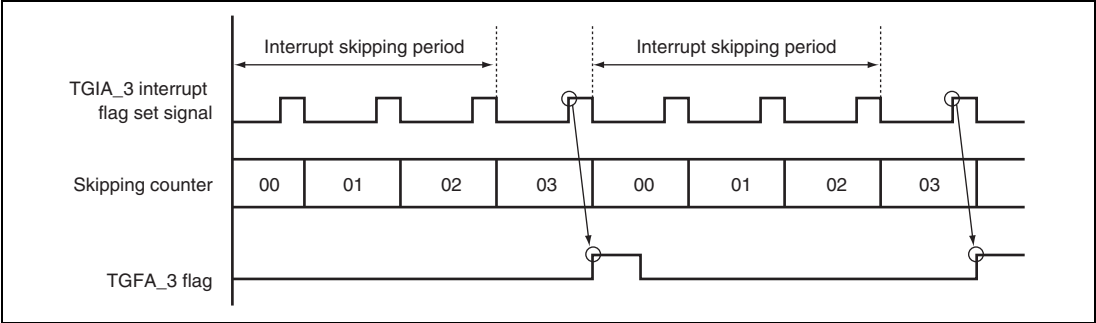 Interrupt skipping period Interrupt skipping period
TGIA_3 interrupt
flag set signal
Skipping counter 00 01 02 03 00 01 02 03
TGFA_3 flag